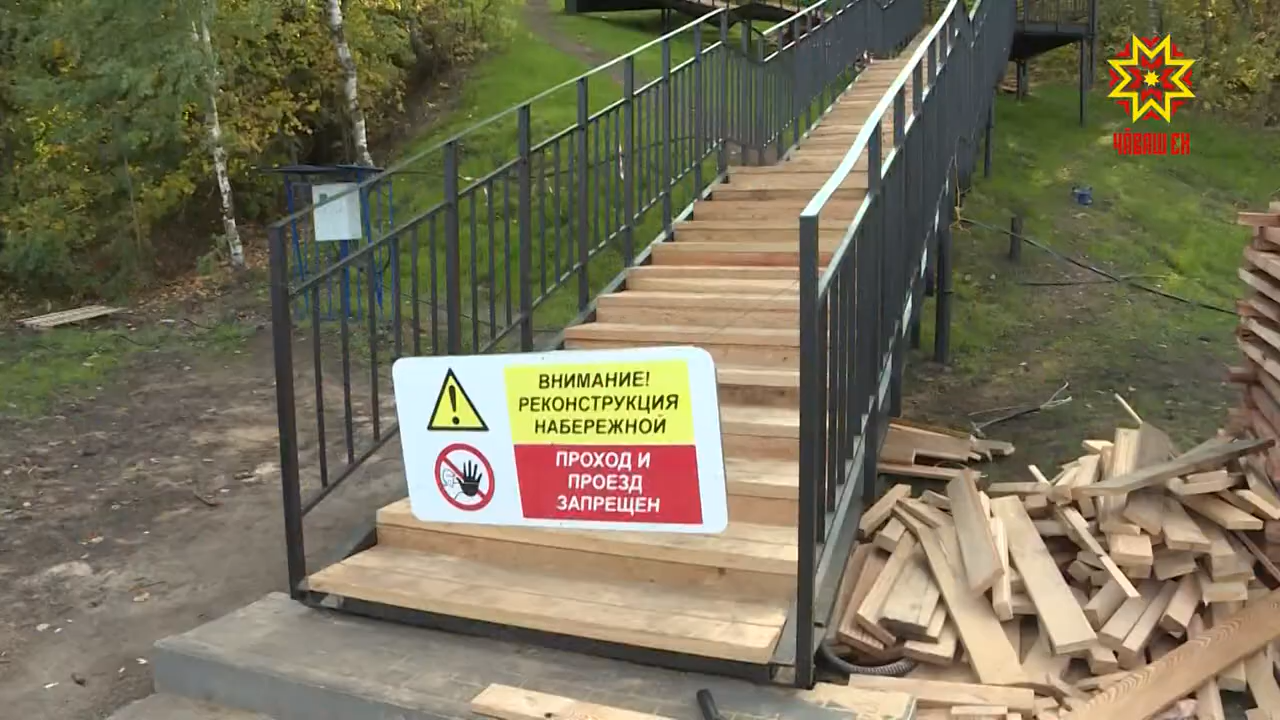 ЧӐВАШ ЕН
ВНИМАНИЕ!
РЕКОНСТРУКЦИЯ
НАБЕРЕЖНОЙ
ПРОХОД И
ПРОЕЗД
ЗАПРЕЩЕН